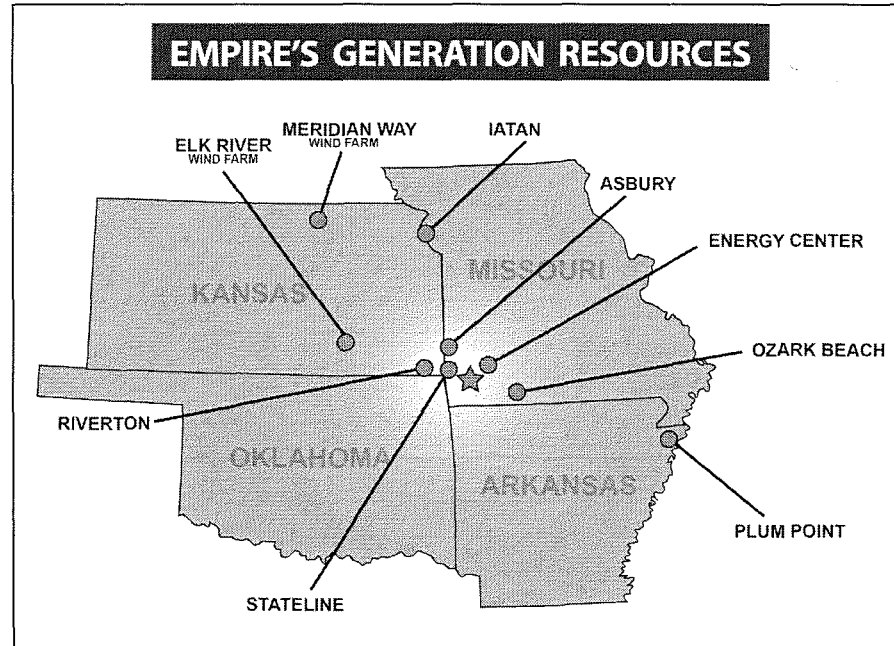 EMPIRE'S GENERATION RESOURCES
MERIDIAN WAY
WIND FARM
IATAN
ELK RIVER
WIND FARM
ASBURY
ENERGY CENTER
MISSOURI
KANSAS
OZARK BEACH
RIVERTON
OKLAHOMA
ARKANSAS
PLUM POINT
STATELINE